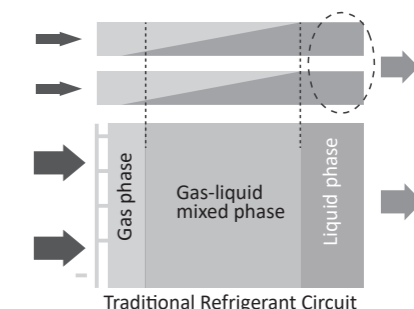 Gas phase
Gas-liquid
mixed phase
Liquid phase
Traditional Refrigerant Circuit